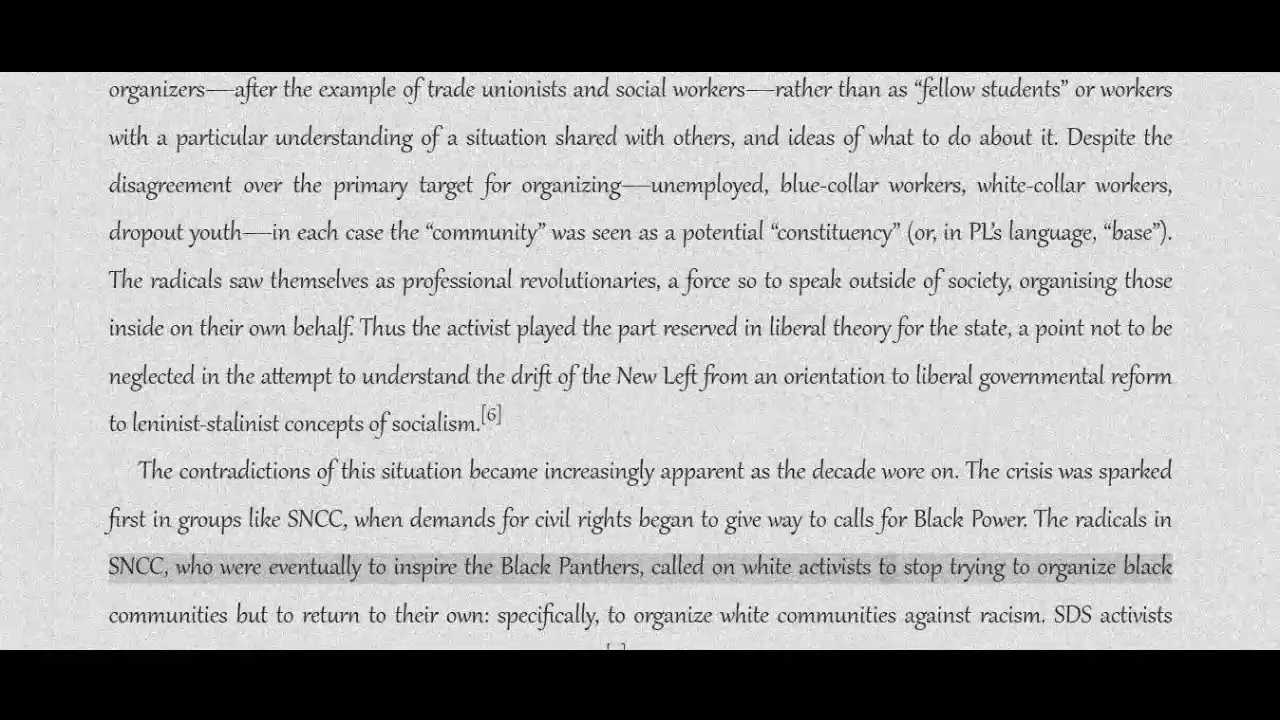 organizers—after the example of trade unionists and social workers—rather than as “fellow students” or workers
with a particular understanding of a situation shared with others, and ideas of what to do about it. Despite the
disagreement over the primary target for organizing—unemployed, blue-collar workers, white-collar workers,
dropout youth—in each case the “community” was seen as a potential “constituency” (or, in PL’s language, “base”).
The radicals saw themselves as professional revolutionaries, a force so to speak outside of society, organising those
inside on their own behalf. Thus the activist played the part reserved in liberal theory for the state, a point not to be
neglected in the attempt to understand the drift of the New Left from an orientation to liberal governmental reform
to leninist-stalinist concepts of socialism.[6]
The contradictions of this situation became increasingly apparent as the decade wore on. The crisis was sparked
first in groups like SNCC, when demands for civil rights began to give way to calls for Black Power. The radicals in
SNCC, who were eventually to inspire the Black Panthers, called on white activists to stop trying to organize black
communities but to return to their own: specifically, to organize white communities against racism. SDS activists